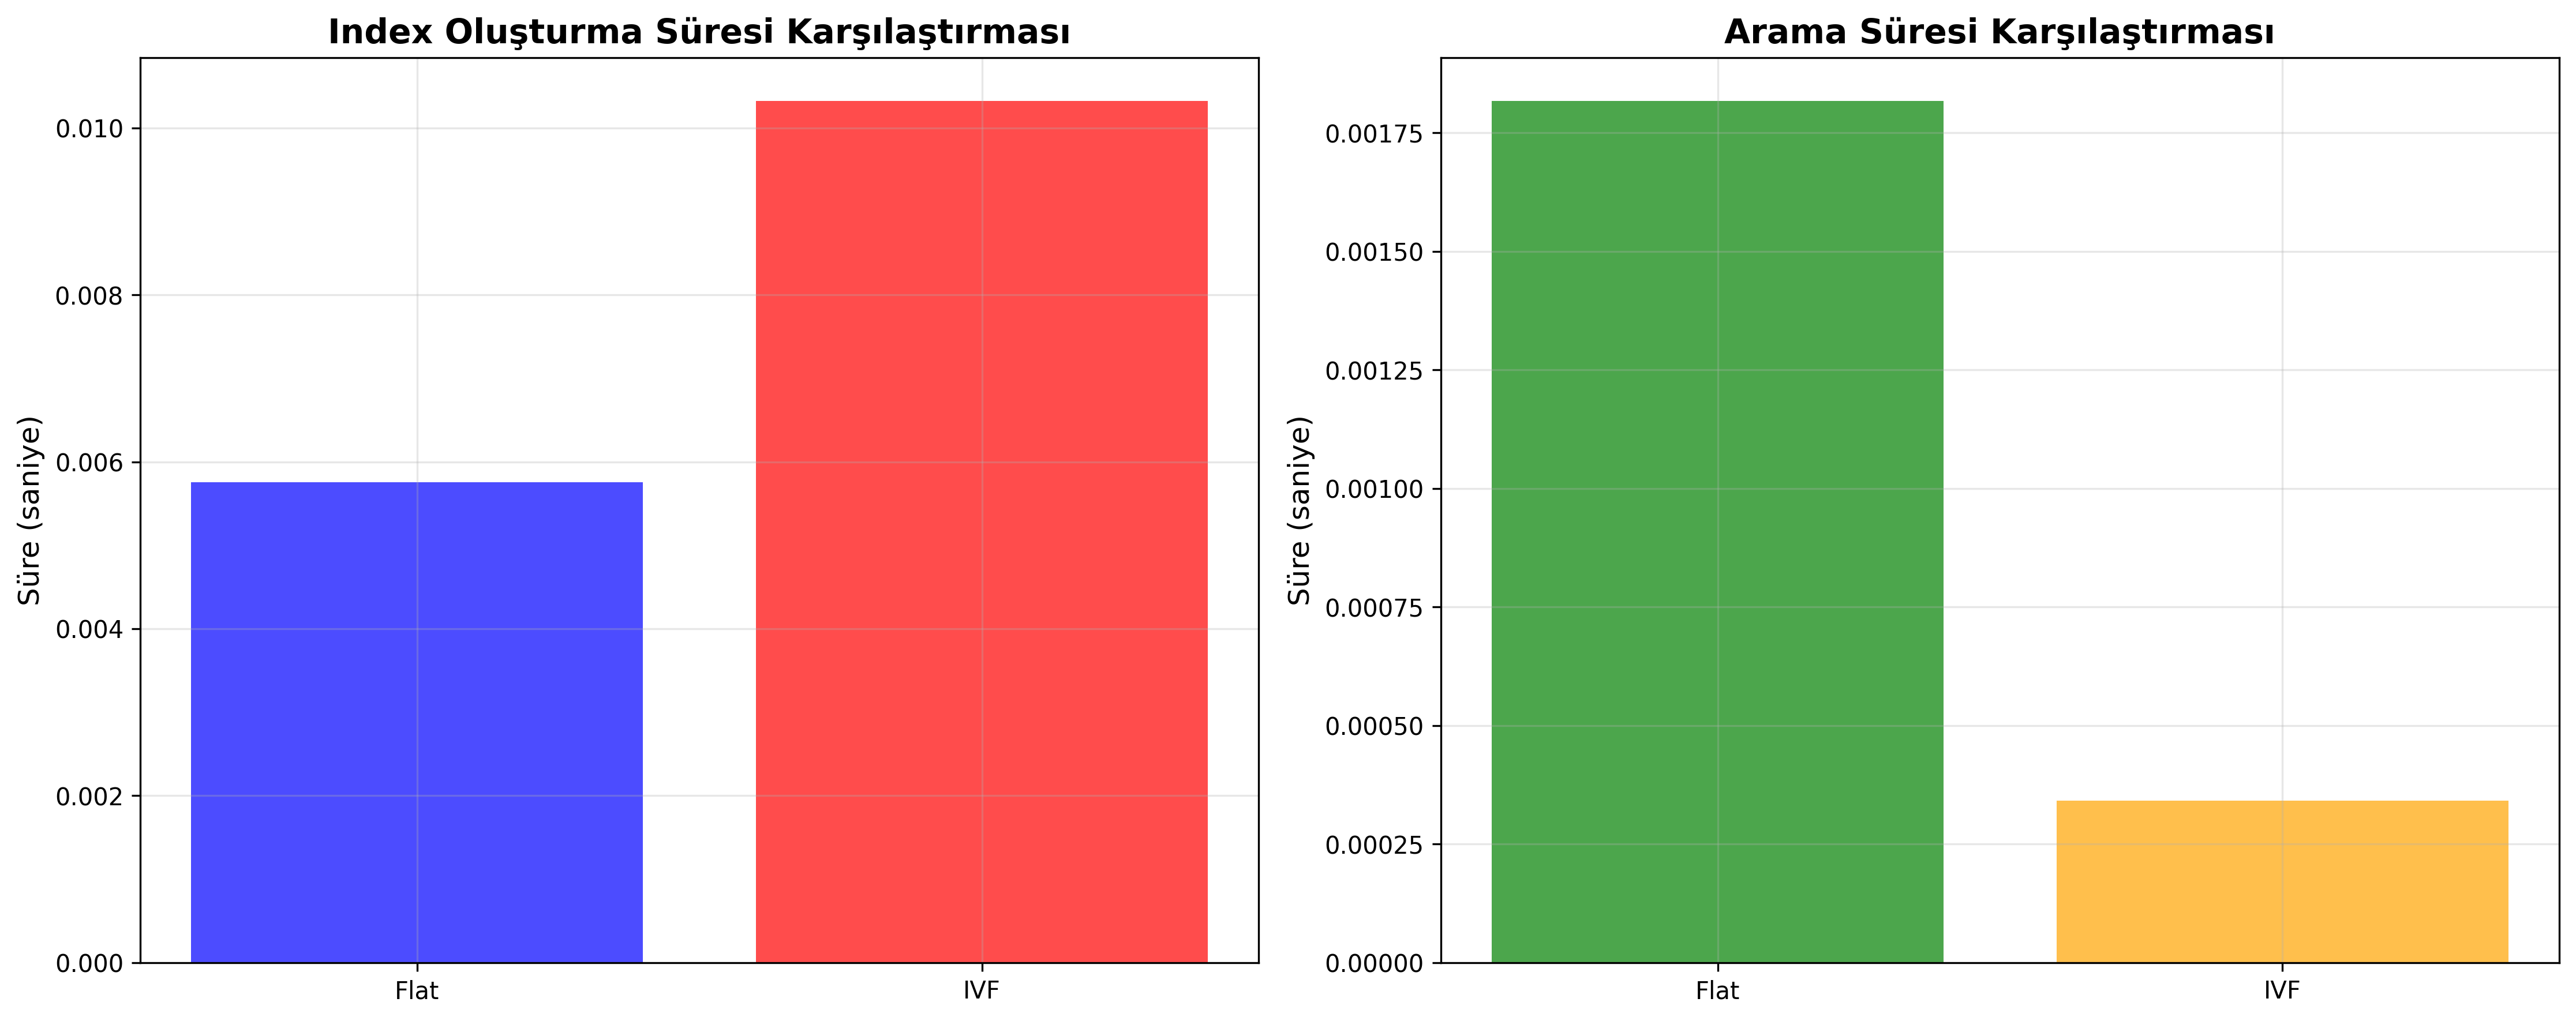 Index Oluşturma Süresi Karşılaştırması
Süre (saniye)
0.010
0.008
0.006
0.004
0.002
0.000
Flat IVF
Arama Süresi Karşılaştırması
Süre (saniye)
0.00175
0.00150
0.00125
0.00100
0.00075
0.00050
0.00025
0.00000
Flat IVF